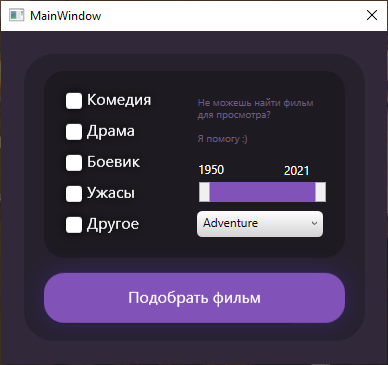 MainWindow
Комедия
Драма
Боевик
Ужасы
Другое
Не можешь найти фильм
для просмотра?
Я помогу :)
1950 2021
Adventure
Подобрать фильм